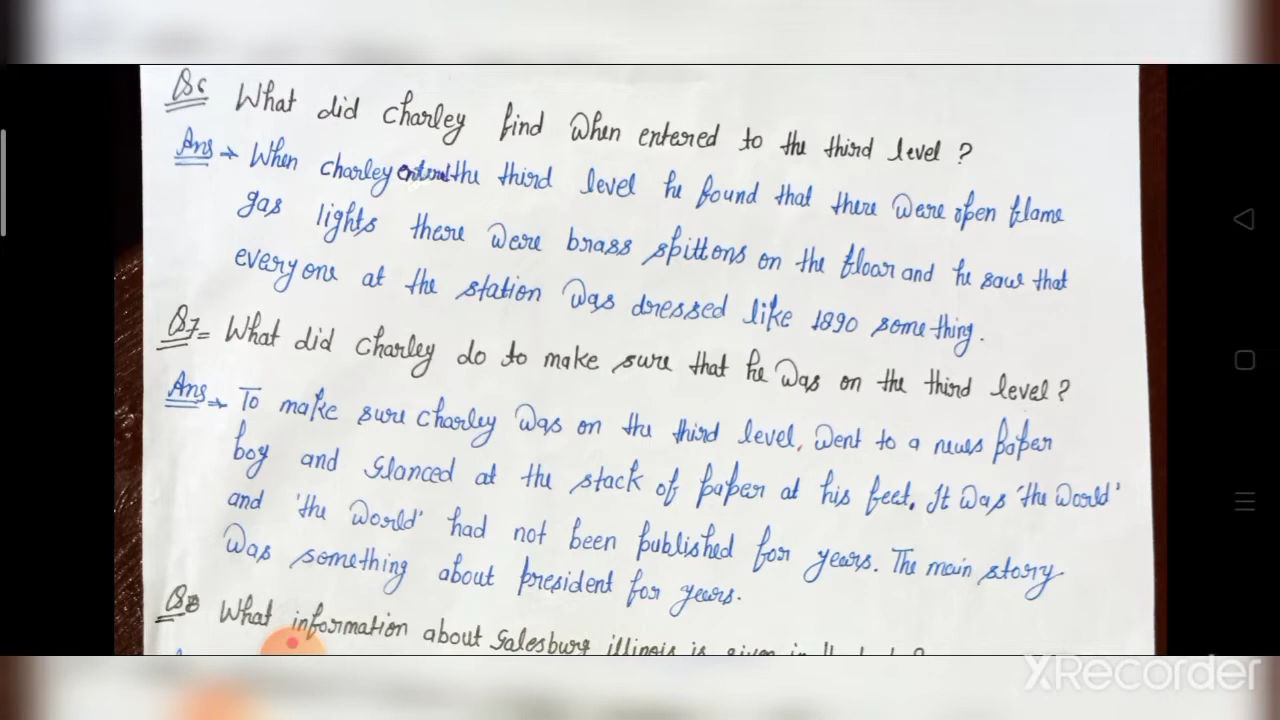 Q6 What did Charley find when entered to the third level ?
Ans → When Charley entered the third level he found that there were open flame
gas lights there were brass spittons on the floar and he saw that
everyone at the station was dressed like 1890 something.
Q7= What did Charley do to make sure that he was on the third level ?
Ans → To make sure Charley was on the third level, went to a news paper
boy and Glanced at the stack of paper at his feet. It was 'the World'
and 'the World' had not been published for years. The main story
was something about president for years.
Q8 What information about Galesburg illinois is given in
XRecorder